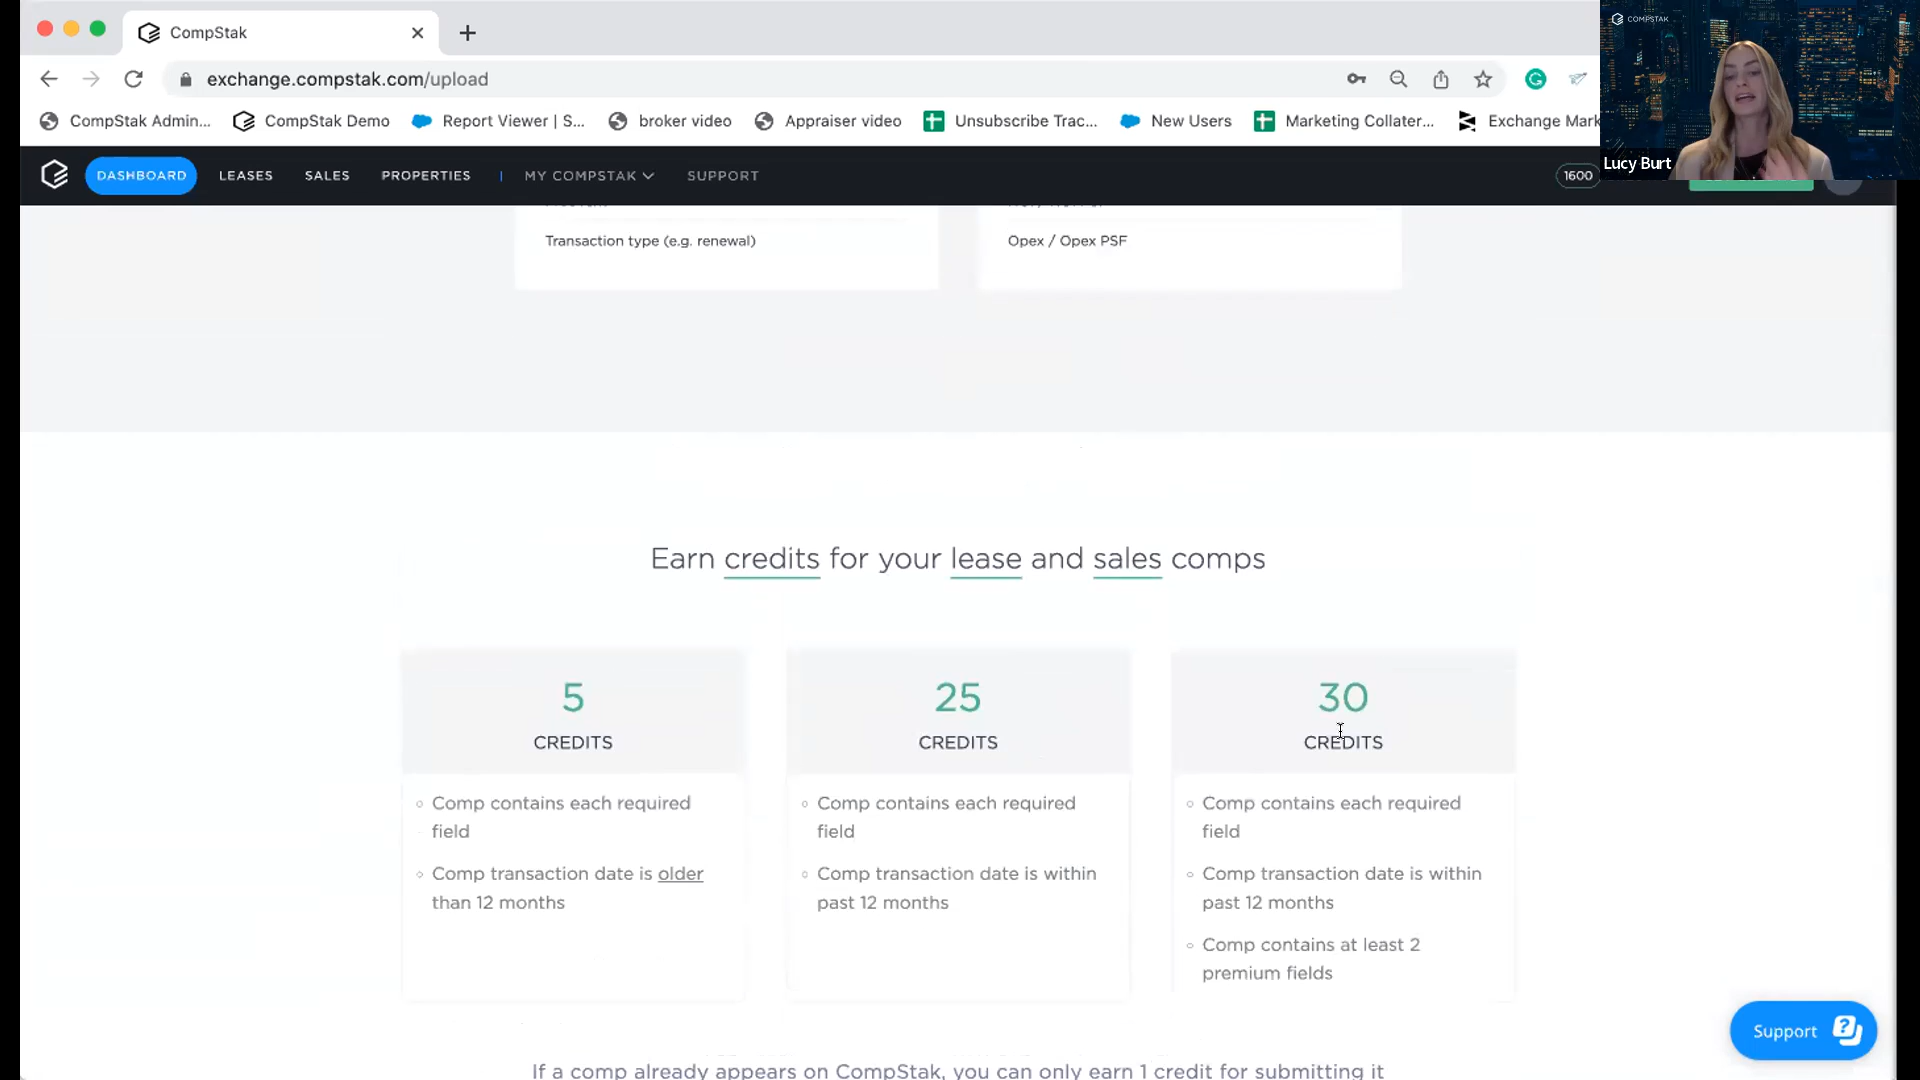 CompStak
exchange.compstak.com/upload
CompStak Admin...
CompStak Demo
Report Viewer | S...
broker video
Appraiser video
Unsubscribe Trac...
New Users
Marketing Collater...
Exchange Mark
COMPSTAK
Lucy Burt
DASHBOARD
LEASES
SALES
PROPERTIES
MY COMPSTAK
SUPPORT
1600
Transaction type (e.g. renewal)
Opex / Opex PSF
Earn credits for your lease and sales comps
5
CREDITS
Comp contains each required
field
Comp transaction date is older
than 12 months
25
CREDITS
Comp contains each required
field
Comp transaction date is within
past 12 months
30
CREDITS
Comp contains each required
field
Comp transaction date is within
past 12 months
Comp contains at least 2
premium fields
If a comp already appears on CompStak, you can only earn 1 credit for submitting it
Support